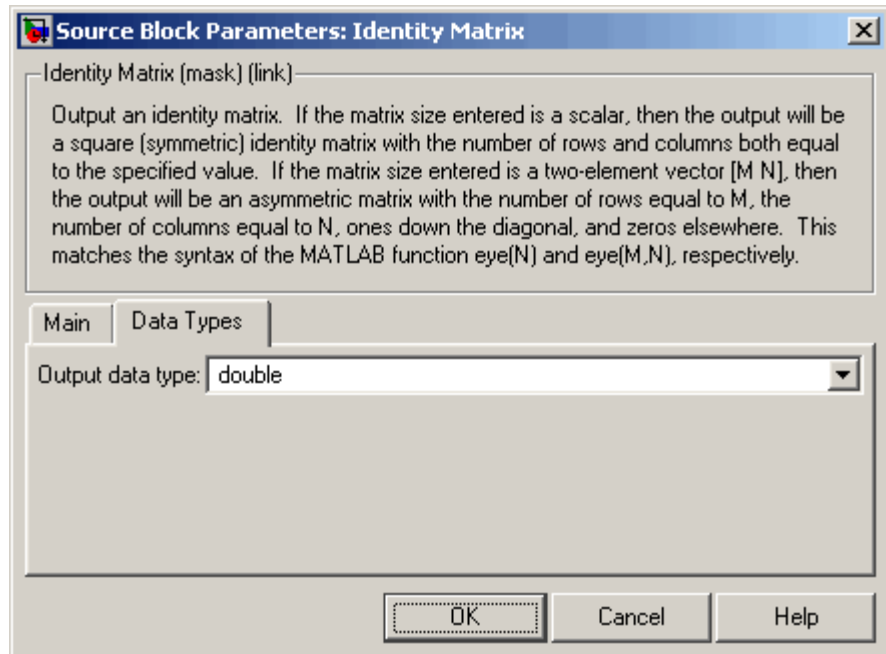 Source Block Parameters: Identity Matrix
Identity Matrix (mask) (link)
Output an identity matrix. If the matrix size entered is a scalar, then the output will be
a square (symmetric) identity matrix with the number of rows and columns both equal
to the specified value. If the matrix size entered is a two-element vector [M N], then
the output will be an asymmetric matrix with the number of rows equal to M, the
number of columns equal to N, ones down the diagonal, and zeros elsewhere. This
matches the syntax of the MATLAB function eye(N) and eye(M,N), respectively.
Main Data Types
Output data type: double
OK Cancel Help